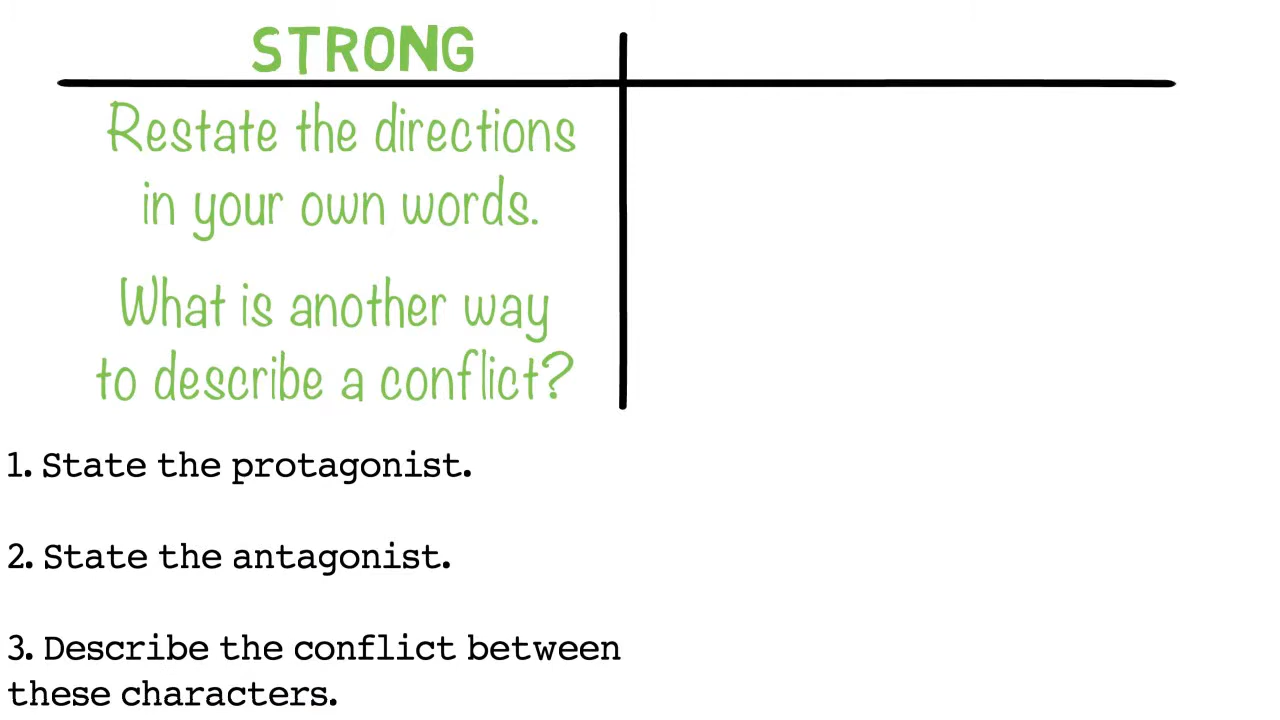 STRONG
Restate the directions
in your own words.
What is another way
to describe a conflict?
1. State the protagonist.
2. State the antagonist.
3. Describe the conflict between
these characters.